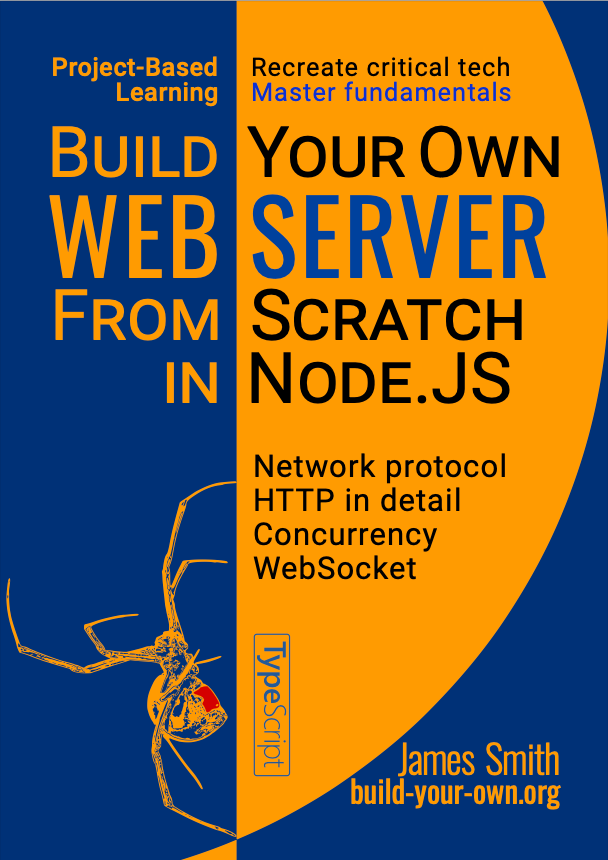 Project-Based Recreate critical tech
Learning Master fundamentals
BUILD YOUR OWN
WEB SERVER
FROM SCRATCH
IN NODE.JS
Network protocol
HTTP in detail
Concurrency
WebSocket
TypeScript
James Smith
build-your-own.org